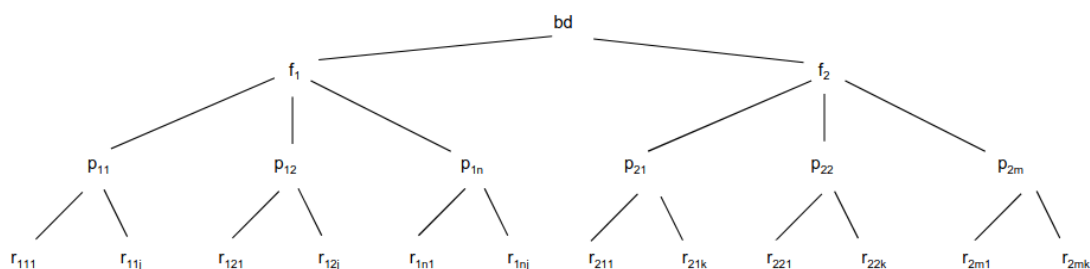 bd
f₁ f₂
p₁₁ p₁₂ p₁ₙ p₂₁ p₂₂ p₂ₘ
r₁₁₁ r₁₁ⱼ r₁₂₁ r₁₂ⱼ r₁ₙ₁ r₁ₙⱼ r₂₁₁ r₂₁ₖ r₂₂₁ r₂₂ₖ r₂ₘ₁ r₂ₘₖ